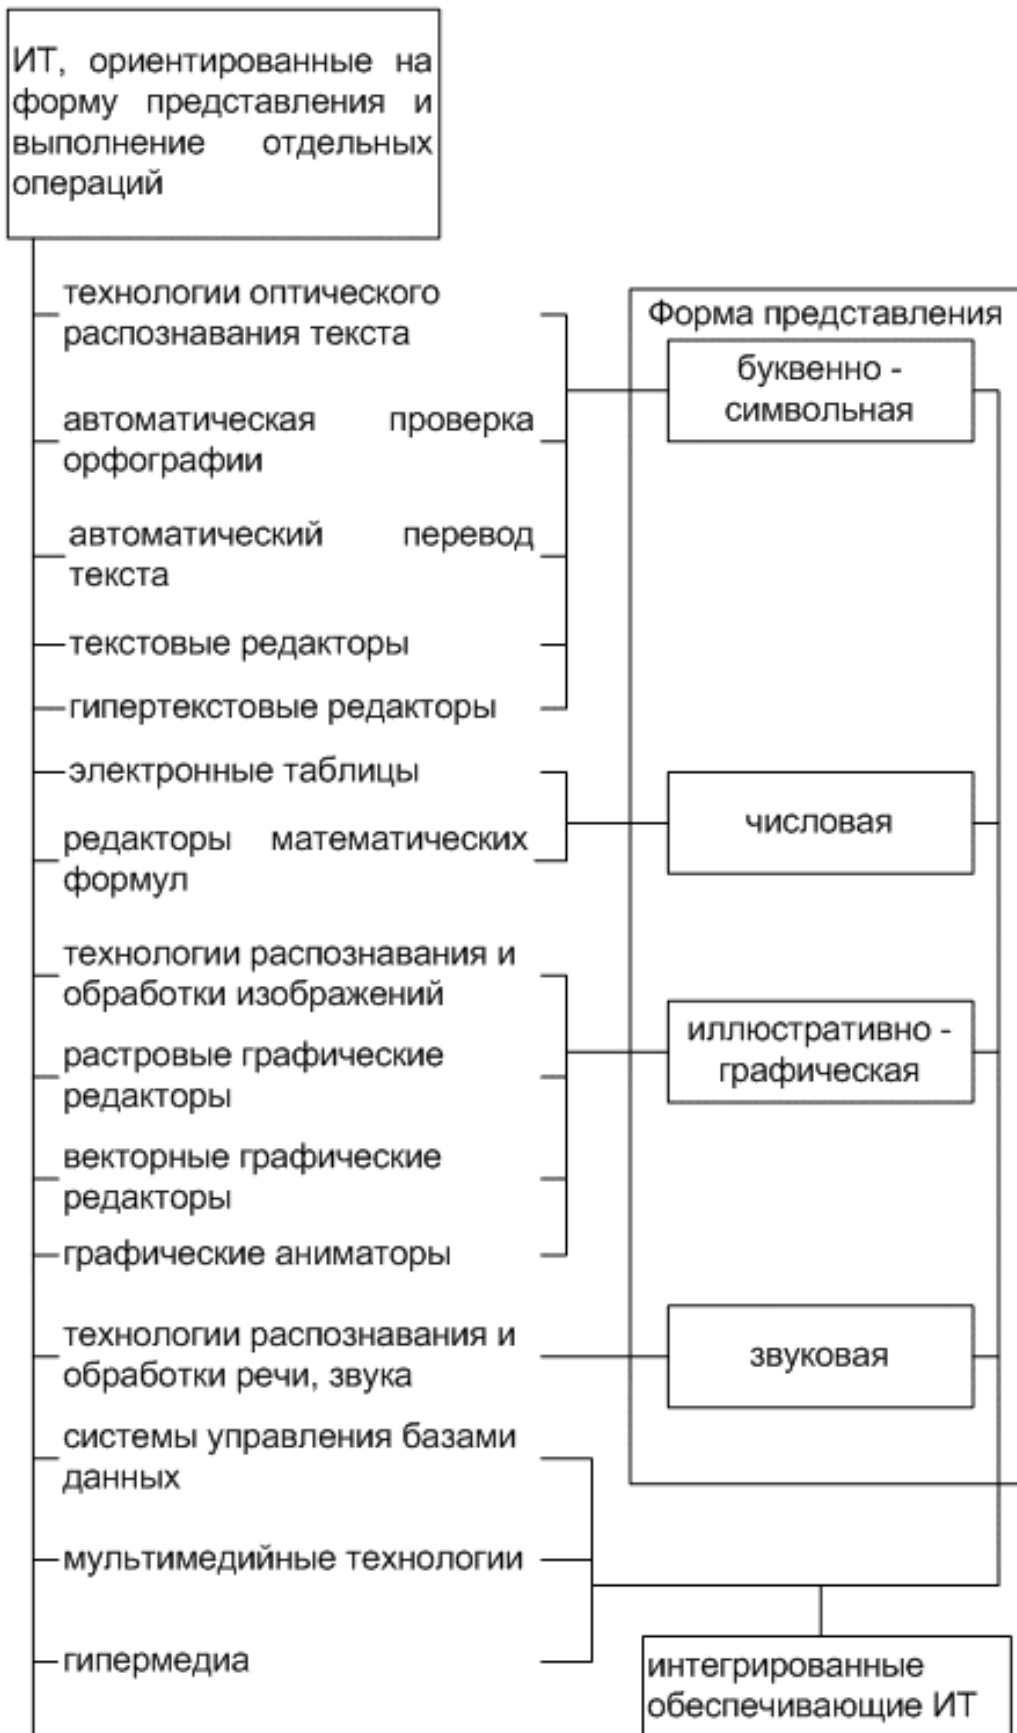 ИТ, ориентированные на
форму представления и
выполнение отдельных
операций
технологии оптического
распознавания текста
Форма представления
буквенно -
символьная
автоматическая проверка
орфографии
автоматический перевод
текста
текстовые редакторы
гипертекстовые редакторы
электронные таблицы
числовая
редакторы математических
формул
технологии распознавания и
обработки изображений
иллюстративно -
графическая
растровые графические
редакторы
векторные графические
редакторы
графические аниматоры
технологии распознавания и
обработки речи, звука
звуковая
системы управления базами
данных
мультимедийные технологии
гипермедиа
интегрированные
обеспечивающие ИТ